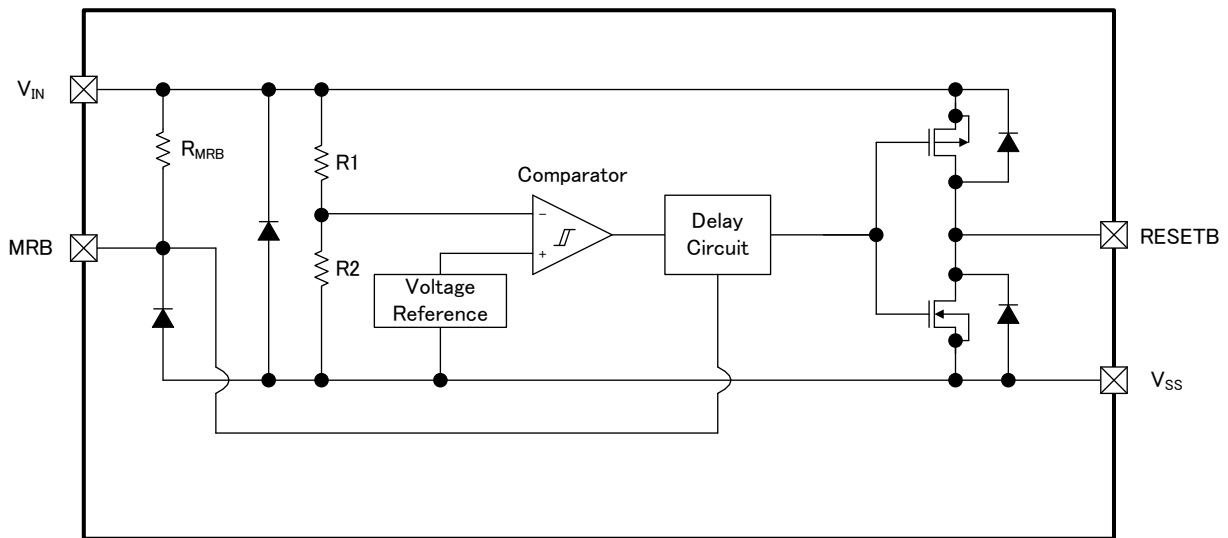 V_IN
R_MRB
R1
Comparator
−
+
Delay
Circuit
MRB
R2
Voltage
Reference
RESETB
V_SS